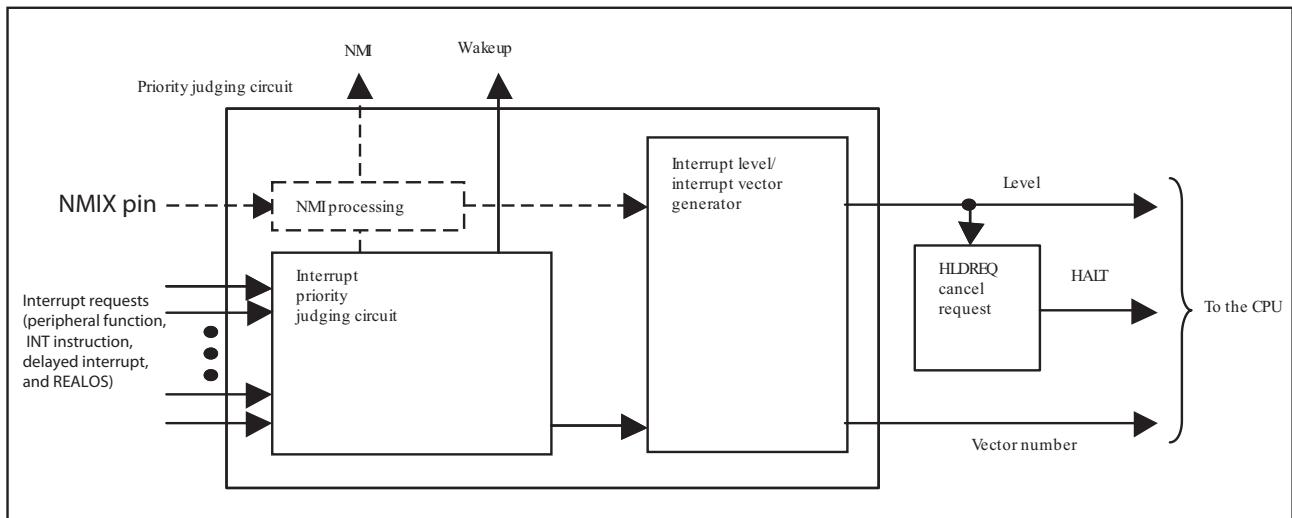 NMI
Wakeup
Priority judging circuit
NMIX pin
NMI processing
Interrupt level/
interrupt vector
generator
Level
Interrupt
priority
judging circuit
HLDREQ
cancel
request
HALT
To the CPU
Interrupt requests
(peripheral function,
INT instruction,
delayed interrupt,
and REALOS)
Vector number